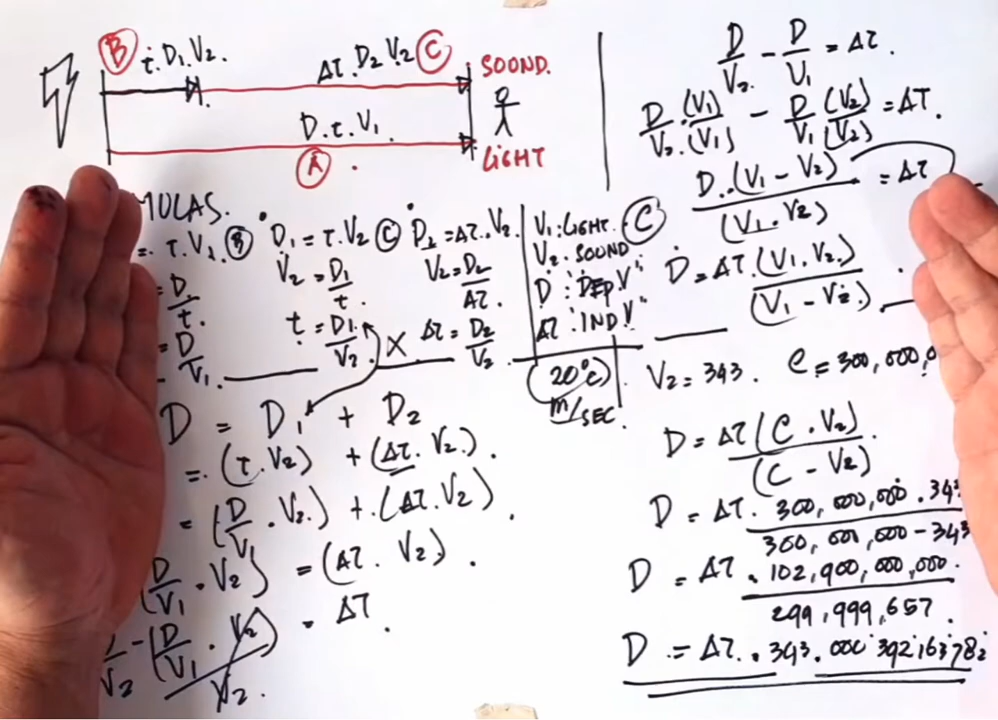 B t. D₁. V₂. Δt. D₂ V₂ C SOOND.
D. t. V₁
A LIGHT
MULAS.
=. t. V₁. B D₁ = t. V₂ C D₂ = Δt. V₂.
= D/t. V₂ = D₁/t. V₂ = D₂/Δt.
= D/V₁. t = D₁./V₂. X Δt = D₂/V₂
V₁: LIGHT. C
V₂. SOUND
D : "DEP V"
Δt : IND V
(20°C)
m/SEC.
D = D₁ + D₂
=. (t. V₂) + (Δt. V₂.).
= (D/V₁ . V₂.) + (Δt. V₂).
(D/V₁ . V₂) = (Δt. V₂).
/V₂ - (D/V₁ . V₂)/V₂. = Δt.
D/V₂. - D/V₁ = Δt.
D/V₂. (V₁)/(V₁) - D/V₁ (V₂)/(V₂) = Δt.
D.(V₁ - V₂)/(V₁. V₂) = Δt
D = Δt. (V₁. V₂.)/(V₁ - V₂.)
V₂ = 343. C = 300,000,0
D = Δt (C . V₂)/(C - V₂).
D = Δt. 300,000,000 . 343/300,000,000 - 343
D = Δt . 102,900,000,000./299,999,657.
D = Δt. . 343.000 392163782